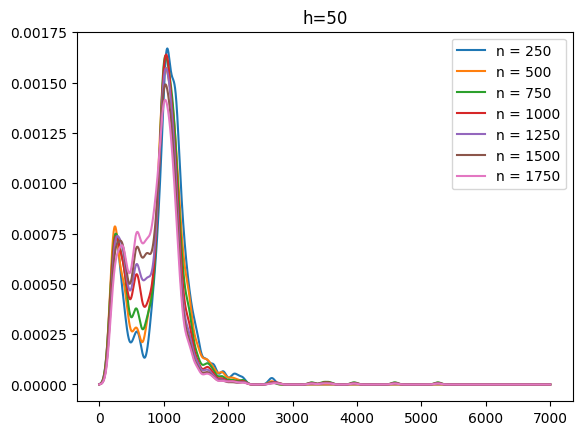 h=50
0.00175
0.00150
0.00125
0.00100
0.00075
0.00050
0.00025
0.00000
n = 250
n = 500
n = 750
n = 1000
n = 1250
n = 1500
n = 1750
0 1000 2000 3000 4000 5000 6000 7000